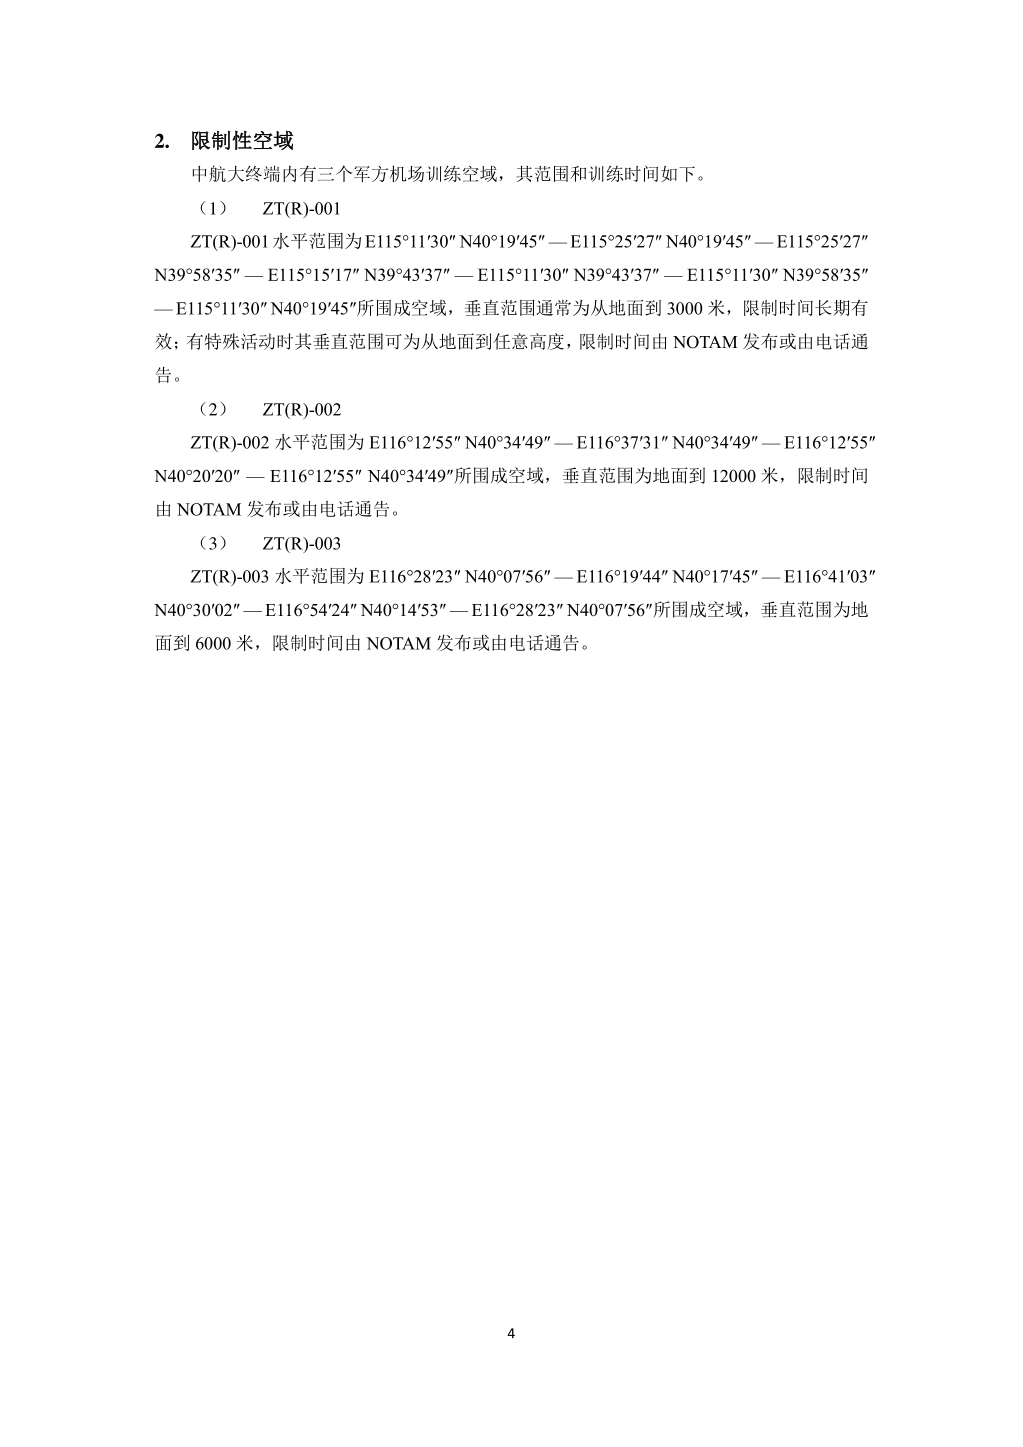 2. 限制性空域
中航大终端内有三个军方机场训练空域，其范围和训练时间如下。
（1） ZT(R)-001
ZT(R)-001 水平范围为 E115°11′30″ N40°19′45″ — E115°25′27″ N40°19′45″ — E115°25′27″
N39°58′35″ — E115°15′17″ N39°43′37″ — E115°11′30″ N39°43′37″ — E115°11′30″ N39°58′35″
— E115°11′30″ N40°19′45″所围成空域，垂直范围通常为从地面到 3000 米，限制时间长期有
效；有特殊活动时其垂直范围可为从地面到任意高度，限制时间由 NOTAM 发布或由电话通
告。
（2） ZT(R)-002
ZT(R)-002 水平范围为 E116°12′55″ N40°34′49″ — E116°37′31″ N40°34′49″ — E116°12′55″
N40°20′20″ — E116°12′55″ N40°34′49″所围成空域，垂直范围为地面到 12000 米，限制时间
由 NOTAM 发布或由电话通告。
（3） ZT(R)-003
ZT(R)-003 水平范围为 E116°28′23″ N40°07′56″ — E116°19′44″ N40°17′45″ — E116°41′03″
N40°30′02″ — E116°54′24″ N40°14′53″ — E116°28′23″ N40°07′56″所围成空域，垂直范围为地
面到 6000 米，限制时间由 NOTAM 发布或由电话通告。
4